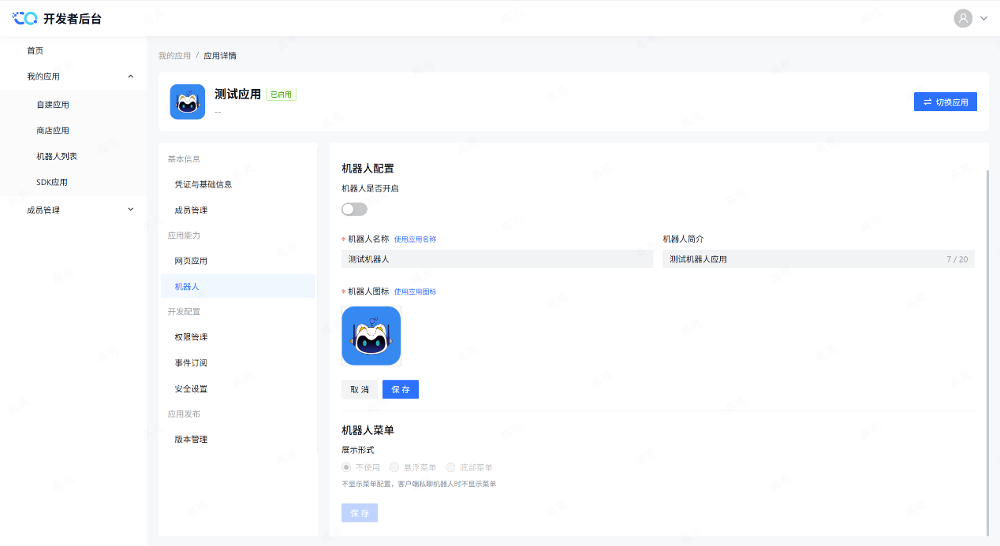 开发者后台
首页
我的应用
自建应用
商店应用
机器人列表
SDK应用
成员管理
我的应用 / 应用详情
测试应用 已启用
--
切换应用
基本信息
凭证与基础信息
成员管理
应用能力
网页应用
机器人
开发配置
权限管理
事件订阅
安全设置
应用发布
版本管理
机器人配置
机器人是否开启
* 机器人名称 使用应用名称
测试机器人
机器人简介
测试机器人应用 7 / 20
* 机器人图标 使用应用图标
取 消 保 存
机器人菜单
展示形式
不使用 悬浮菜单 底部菜单
不显示菜单配置，客户端私聊机器人时不显示菜单
保 存
高亮